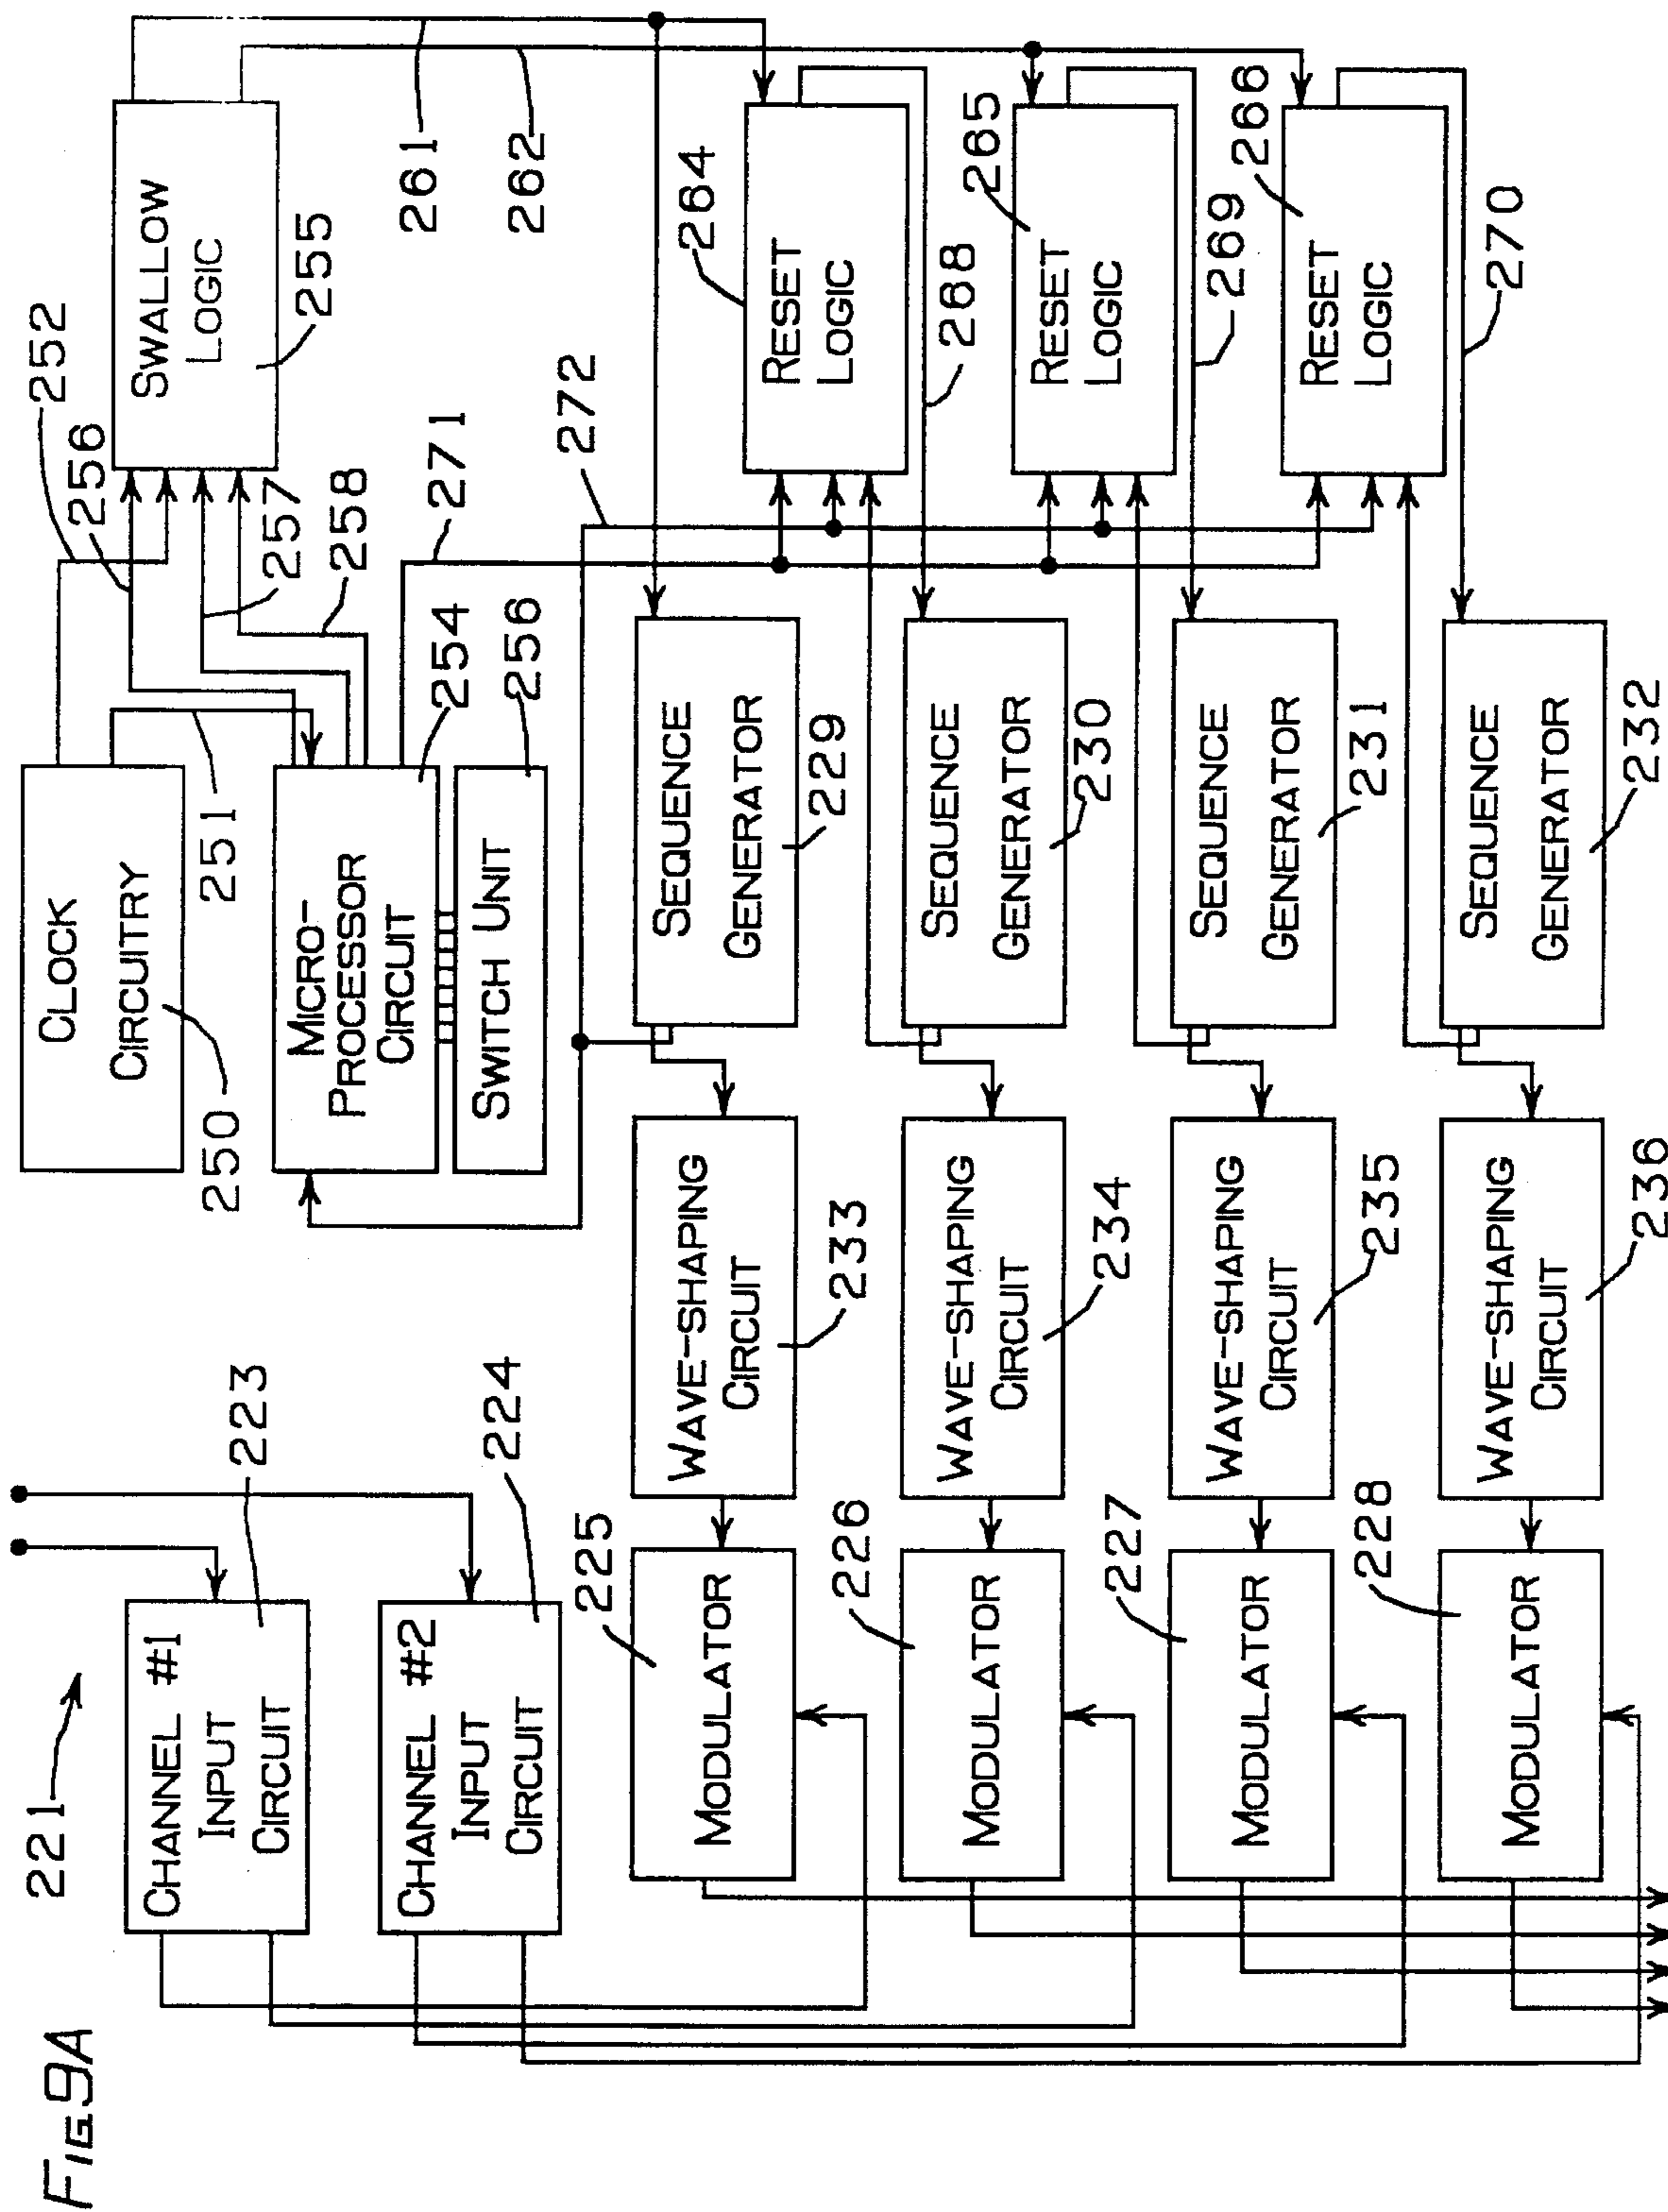 FIG. 9A
221
CHANNEL #1
INPUT
CIRCUIT
223
CHANNEL #2
INPUT
CIRCUIT
224
CLOCK
CIRCUITRY
250
251
252
MICRO-
PROCESSOR
CIRCUIT
254
SWITCH UNIT
256
SWALLOW
LOGIC
255
256
257
258
261
262
271
272
MODULATOR
225
WAVE-SHAPING
CIRCUIT
233
SEQUENCE
GENERATOR
229
RESET
LOGIC
264
268
MODULATOR
226
WAVE-SHAPING
CIRCUIT
234
SEQUENCE
GENERATOR
230
RESET
LOGIC
265
269
MODULATOR
227
WAVE-SHAPING
CIRCUIT
235
SEQUENCE
GENERATOR
231
RESET
LOGIC
266
270
MODULATOR
228
WAVE-SHAPING
CIRCUIT
236
SEQUENCE
GENERATOR
232